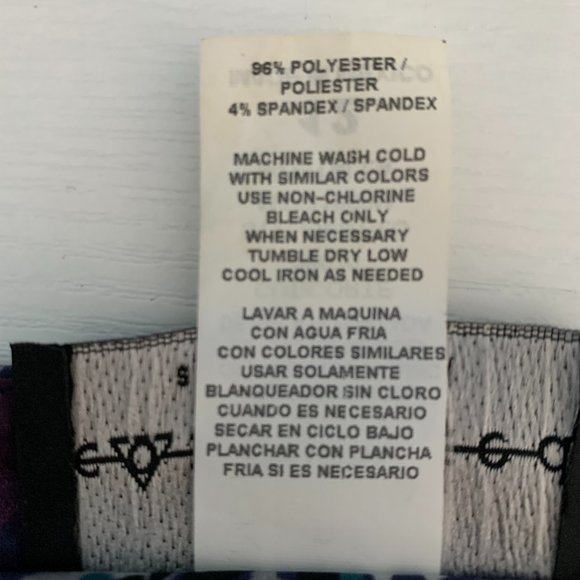 96% POLYESTER /
POLIESTER
4% SPANDEX / SPANDEX
MACHINE WASH COLD
WITH SIMILAR COLORS
USE NON-CHLORINE
BLEACH ONLY
WHEN NECESSARY
TUMBLE DRY LOW
COOL IRON AS NEEDED
LAVAR A MAQUINA
CON AGUA FRIA
CON COLORES SIMILARES
USAR SOLAMENTE
BLANQUEADOR SIN CLORO
CUANDO ES NECESARIO
SECAR EN CICLO BAJO
PLANCHAR CON PLANCHA
FRIA SI ES NECESARIO